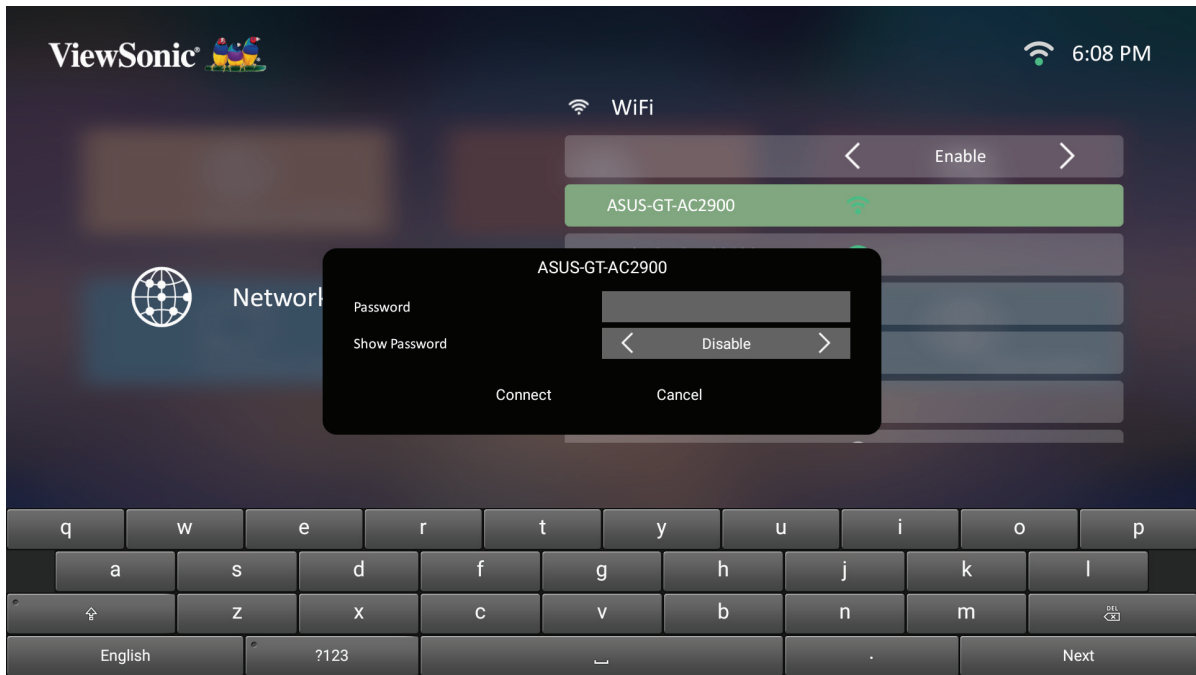 ViewSonic®
6:08 PM
WiFi
Enable
ASUS-GT-AC2900
ASUS-GT-AC2900
Network
Password
Show Password
Disable
Connect
Cancel
q w e r t y u i o p
a s d f g h j k l
z x c v b n m DEL
English ?123 . Next